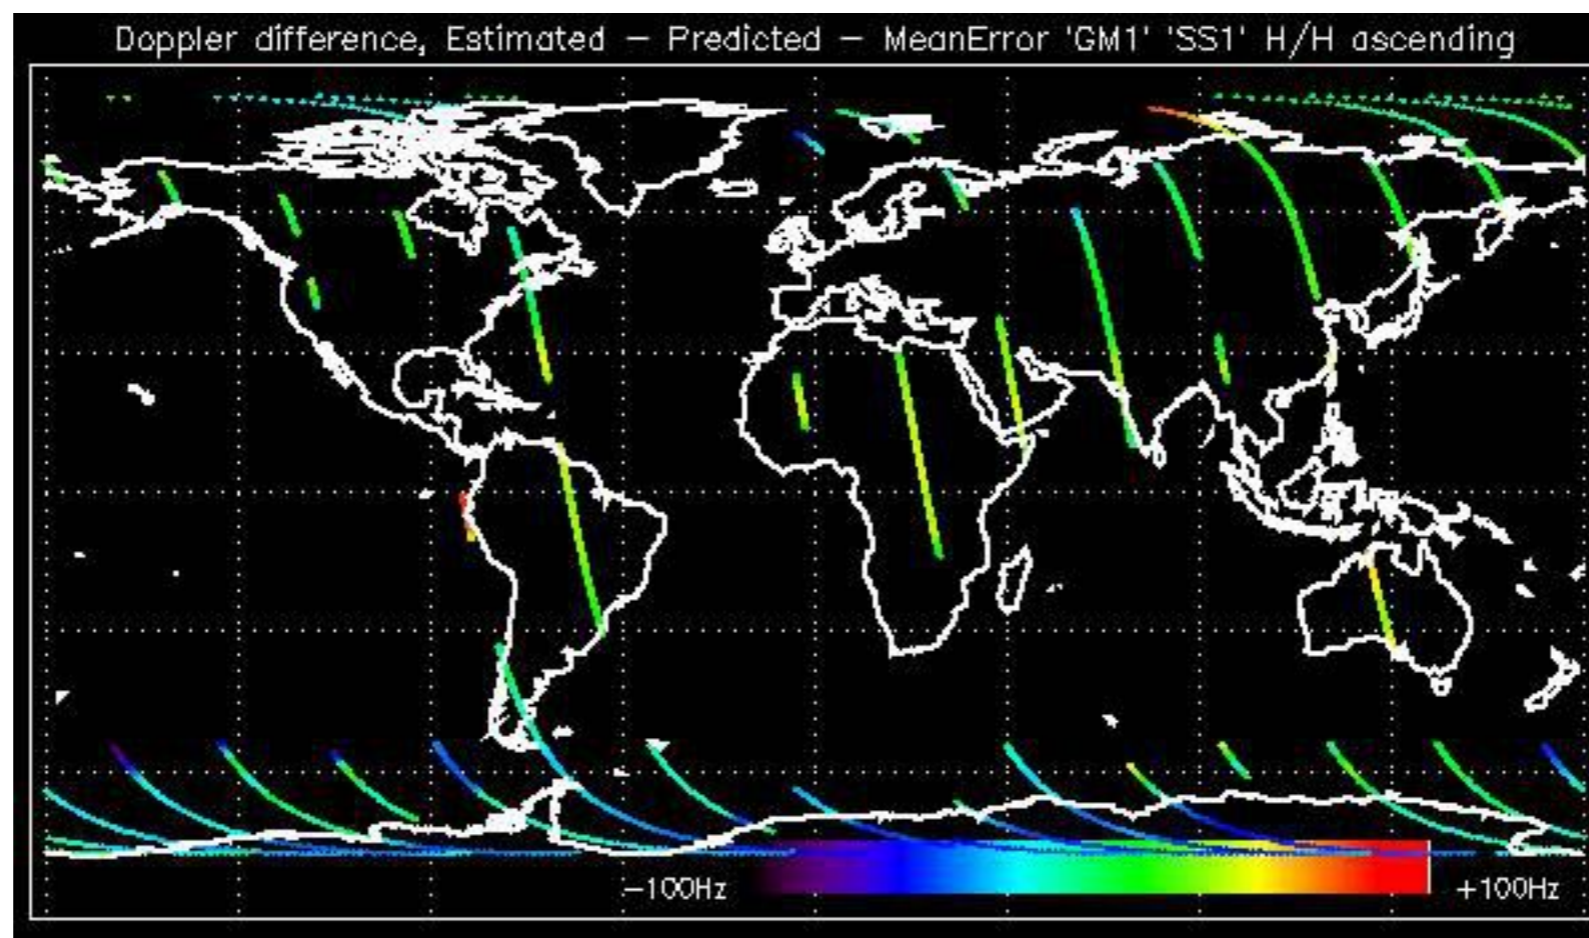 Doppler difference, Estimated – Predicted – MeanError 'GM1' 'SS1' H/H ascending
–100Hz
+100Hz